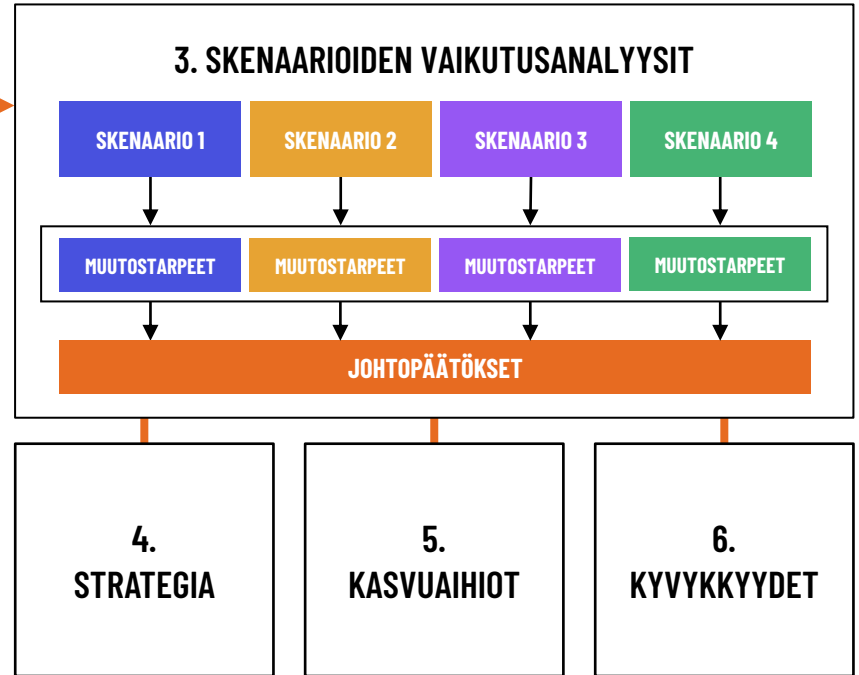 3. SKENAARIOIDEN VAIKUTUSANALYYSIT
SKENAARIO 1
SKENAARIO 2
SKENAARIO 3
SKENAARIO 4
MUUTOSTARPEET
MUUTOSTARPEET
MUUTOSTARPEET
MUUTOSTARPEET
JOHTOPÄÄTÖKSET
4.
STRATEGIA
5.
KASVUAIHIOT
6.
KYVYKKYYDET